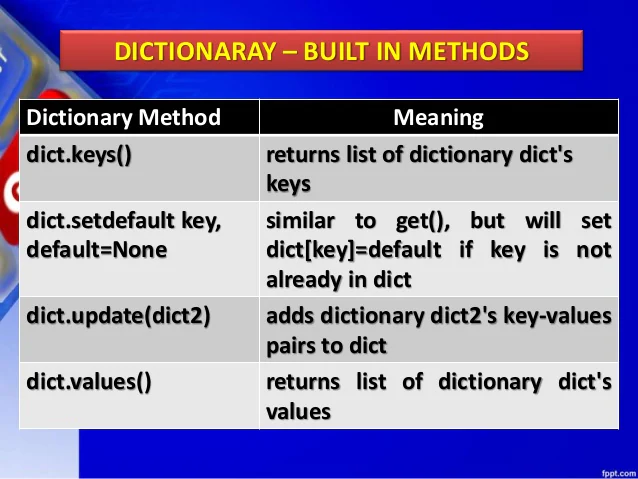 DICTIONARAY – BUILT IN METHODS
Dictionary Method
Meaning
dict.keys()
returns list of dictionary dict's
keys
dict.setdefault key,
default=None
similar to get(), but will set
dict[key]=default if key is not
already in dict
dict.update(dict2)
adds dictionary dict2's key-values
pairs to dict
dict.values()
returns list of dictionary dict's
values
fppt.com